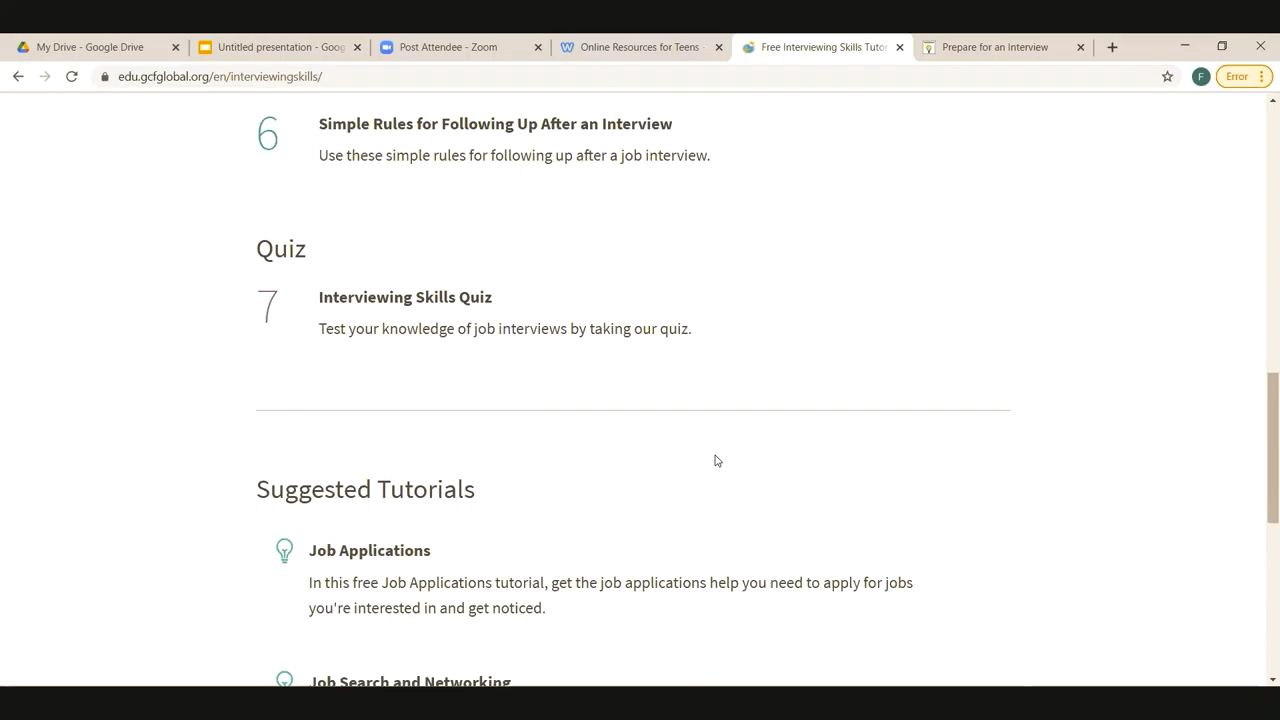 My Drive - Google Drive
Untitled presentation - Goog
Post Attendee - Zoom
Online Resources for Teens -
Free Interviewing Skills Tutor
Prepare for an Interview
edu.gcfglobal.org/en/interviewingskills/
F
Error
6
Simple Rules for Following Up After an Interview
Use these simple rules for following up after a job interview.
Quiz
7
Interviewing Skills Quiz
Test your knowledge of job interviews by taking our quiz.
Suggested Tutorials
Job Applications
In this free Job Applications tutorial, get the job applications help you need to apply for jobs
you're interested in and get noticed.
Job Search and Networking